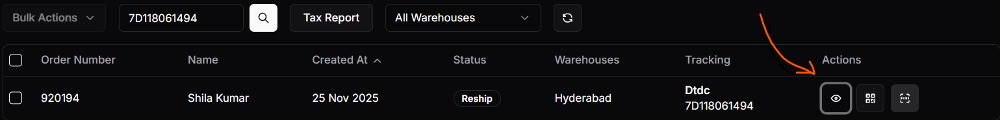 Bulk Actions
7D118061494
Tax Report
All Warehouses
Order Number Name Created At Status Warehouses Tracking Actions
920194 Shila Kumar 25 Nov 2025 Reship Hyderabad Dtdc
7D118061494